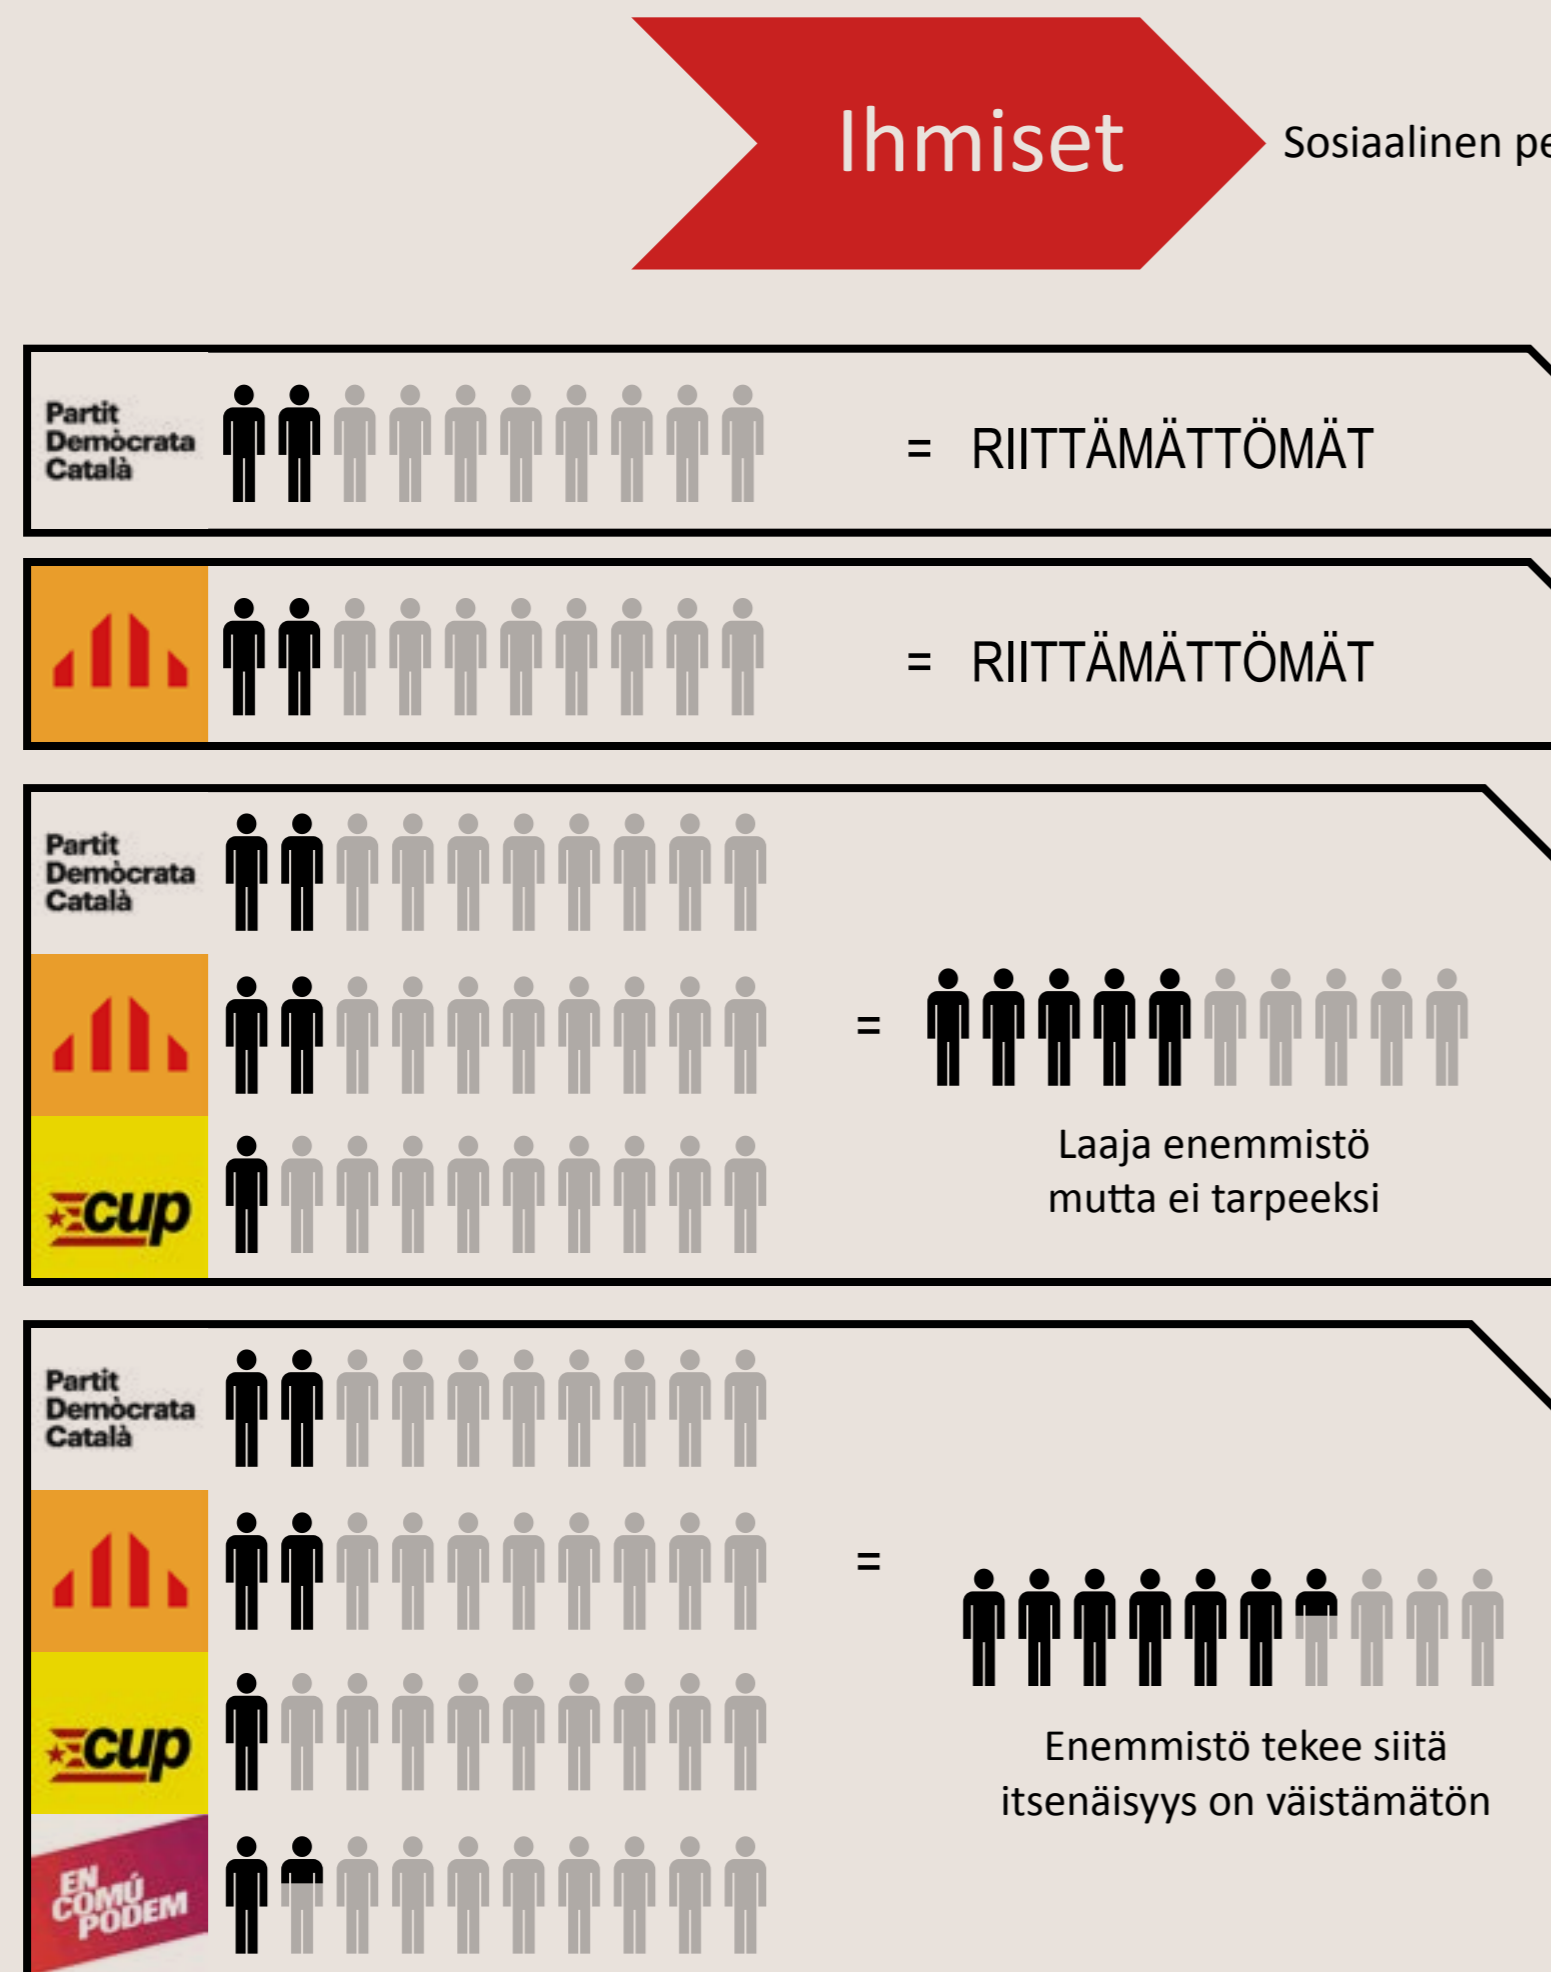 Ihmiset
Sosiaalinen pe
Partit
Demòcrata
Català
= RIITTÄMÄTTÖMÄT
= RIITTÄMÄTTÖMÄT
Partit
Demòcrata
Català
cup
=
Laaja enemmistö
mutta ei tarpeeksi
Partit
Demòcrata
Català
cup
EN
COMÚ
PODEM
=
Enemmistö tekee siitä
itsenäisyys on väistämätön